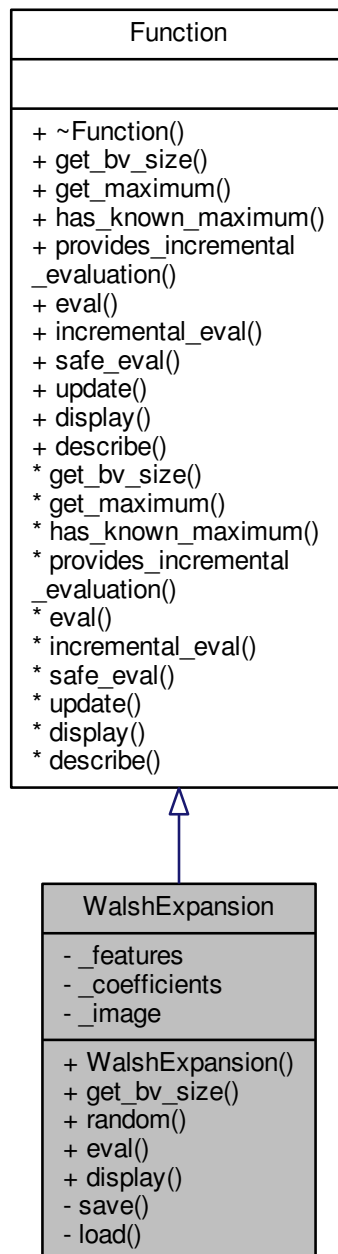 Function
+ ~Function()
+ get_bv_size()
+ get_maximum()
+ has_known_maximum()
+ provides_incremental
_evaluation()
+ eval()
+ incremental_eval()
+ safe_eval()
+ update()
+ display()
+ describe()
* get_bv_size()
* get_maximum()
* has_known_maximum()
* provides_incremental
_evaluation()
* eval()
* incremental_eval()
* safe_eval()
* update()
* display()
* describe()
WalshExpansion
- _features
- _coefficients
- _image
+ WalshExpansion()
+ get_bv_size()
+ random()
+ eval()
+ display()
- save()
- load()